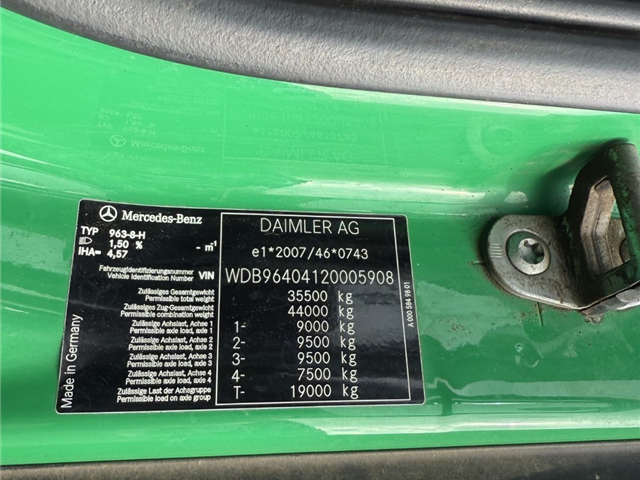 Mercedes-Benz
TYP 963-8-H
1,50 % - m⁻¹
IHA= 4,57
DAIMLER AG
e1*2007/46*0743
Fahrzeugidentifizierungsnummer
Vehicle Identification Number VIN WDB96404120005908
Zulässiges Gesamtgewicht
Permissible total weight 35500 kg
Zulässiges Zug-Gesamtgewicht
Permissible combination weight 44000 kg
Zulässige Achslast, Achse 1
Permissible axle load, axle 1 1- 9000 kg
Zulässige Achslast, Achse 2
Permissible axle load, axle 2 2- 9500 kg
Zulässige Achslast, Achse 3
Permissible axle load, axle 3 3- 9500 kg
Zulässige Achslast, Achse 4
Permissible axle load, axle 4 4- 7500 kg
Zulässige Last der Achsgruppe
Permissible load on axle group T- 19000 kg
Made in Germany
A 000 584 78 01